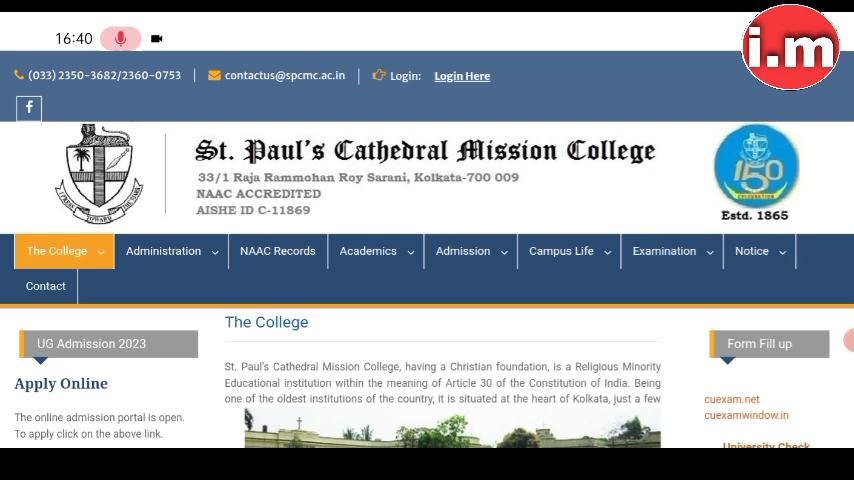 16:40
i.m
(033) 2350-3682/2360-0753 contactus@spcmc.ac.in Login: Login Here
f
St. Paul's Cathedral Mission College
33/1 Raja Rammohan Roy Sarani, Kolkata-700 009
NAAC ACCREDITED
AISHE ID C-11869
150
Estd. 1865
The College Administration NAAC Records Academics Admission Campus Life Examination Notice
Contact
UG Admission 2023
Apply Online
The online admission portal is open.
To apply click on the above link.
The College
St. Paul's Cathedral Mission College, having a Christian foundation, is a Religious Minority
Educational institution within the meaning of Article 30 of the Constitution of India. Being
one of the oldest institutions of the country, it is situated at the heart of Kolkata, just a few
Form Fill up
cuexam.net
cuexamwindow.in
University Check